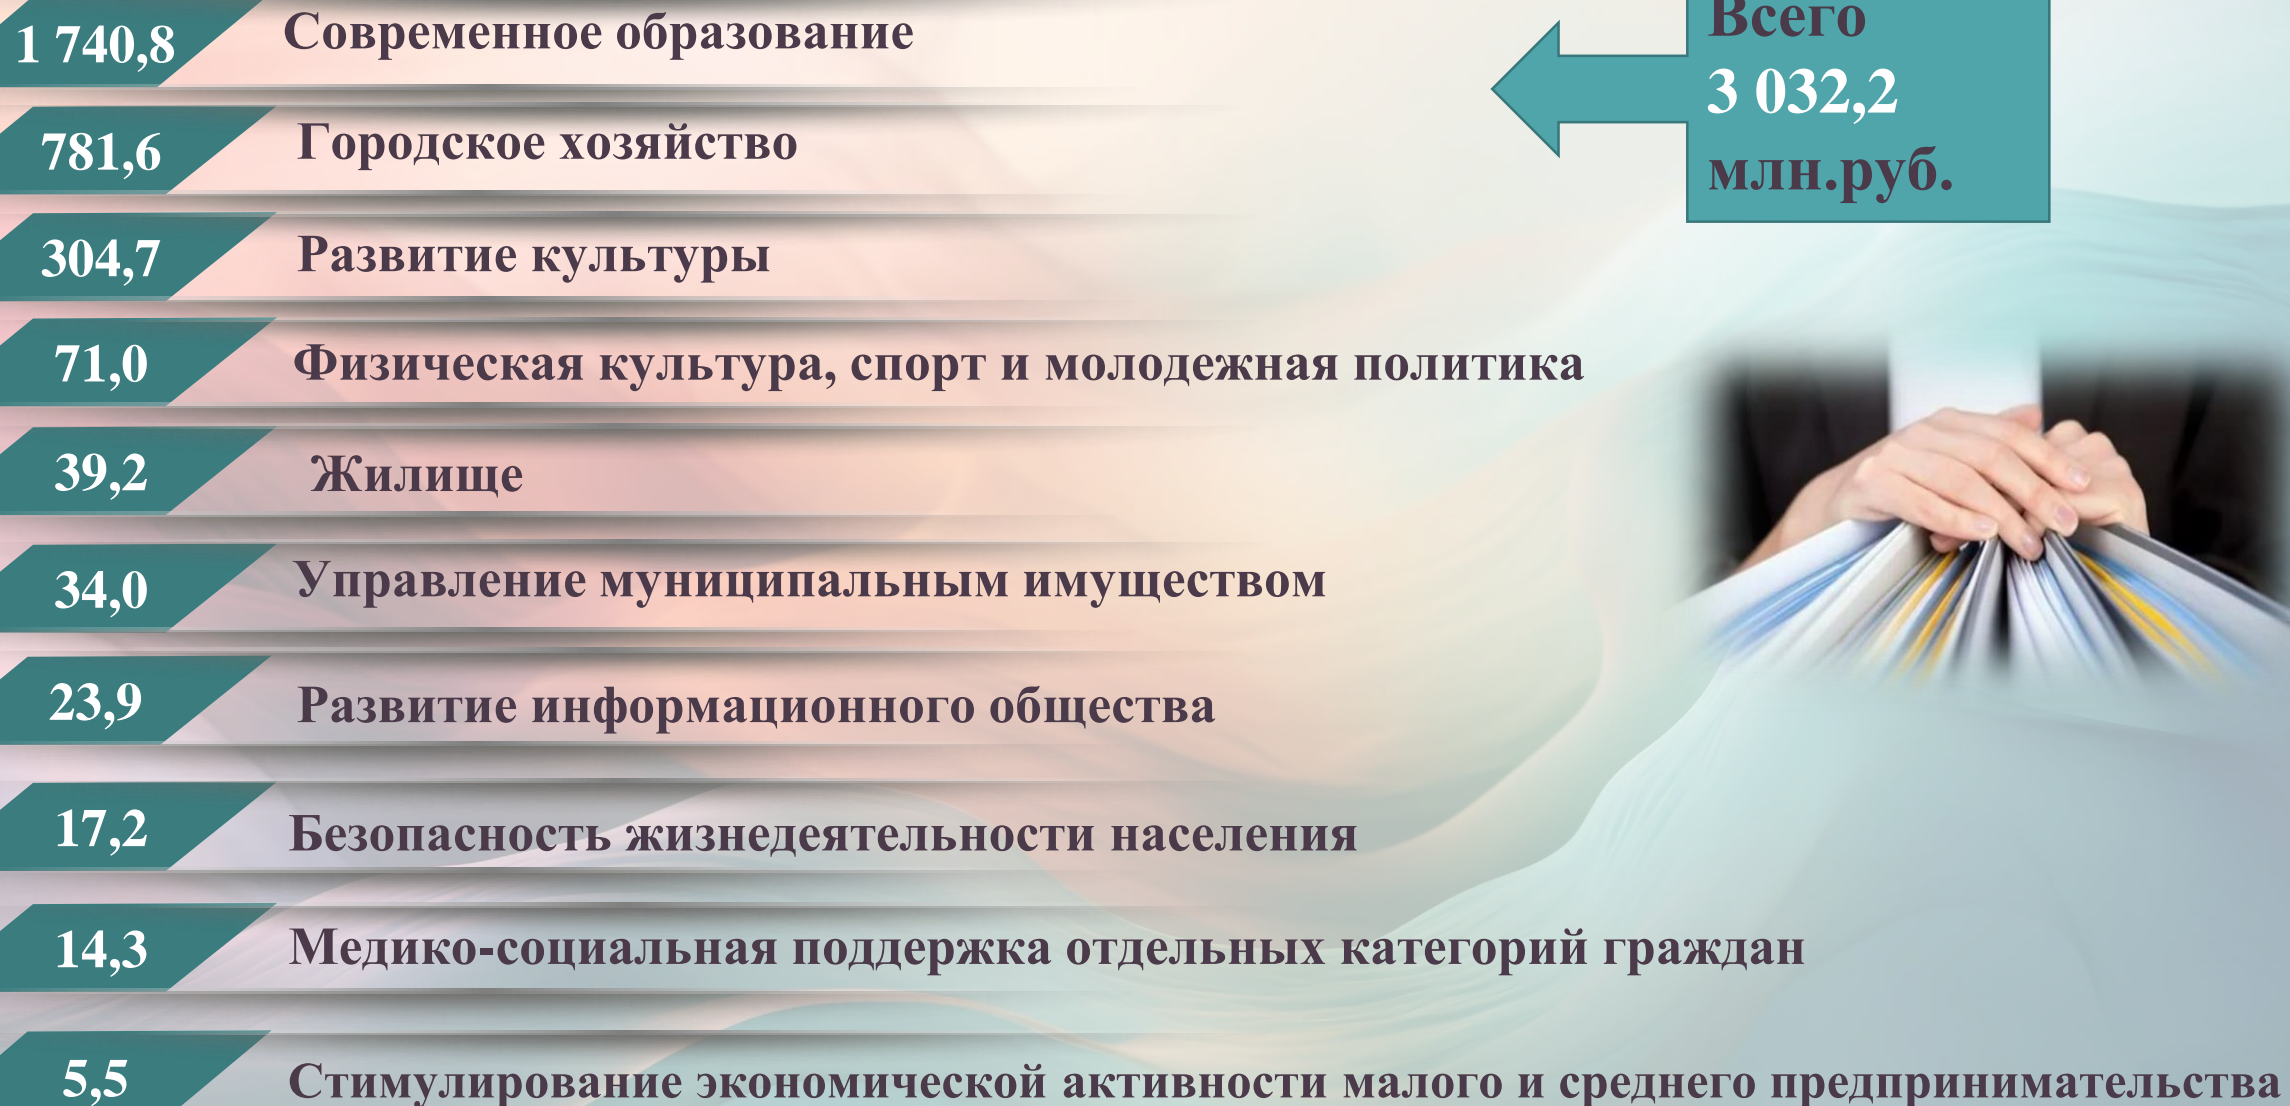 1 740,8 Современное образование
781,6 Городское хозяйство
304,7 Развитие культуры
71,0 Физическая культура, спорт и молодежная политика
39,2 Жилище
34,0 Управление муниципальным имуществом
23,9 Развитие информационного общества
17,2 Безопасность жизнедеятельности населения
14,3 Медико-социальная поддержка отдельных категорий граждан
5,5 Стимулирование экономической активности малого и среднего предпринимательства
Всего
3 032,2
млн.руб.